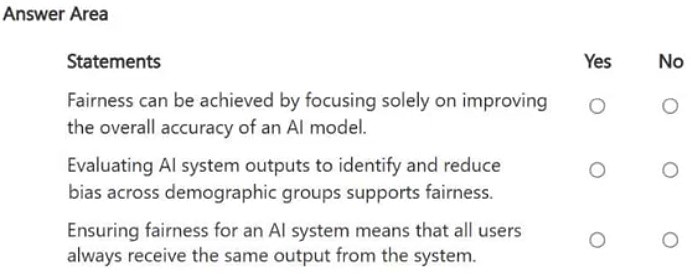 Answer Area
Statements Yes No
Fairness can be achieved by focusing solely on improving
the overall accuracy of an AI model.
Evaluating AI system outputs to identify and reduce
bias across demographic groups supports fairness.
Ensuring fairness for an AI system means that all users
always receive the same output from the system.